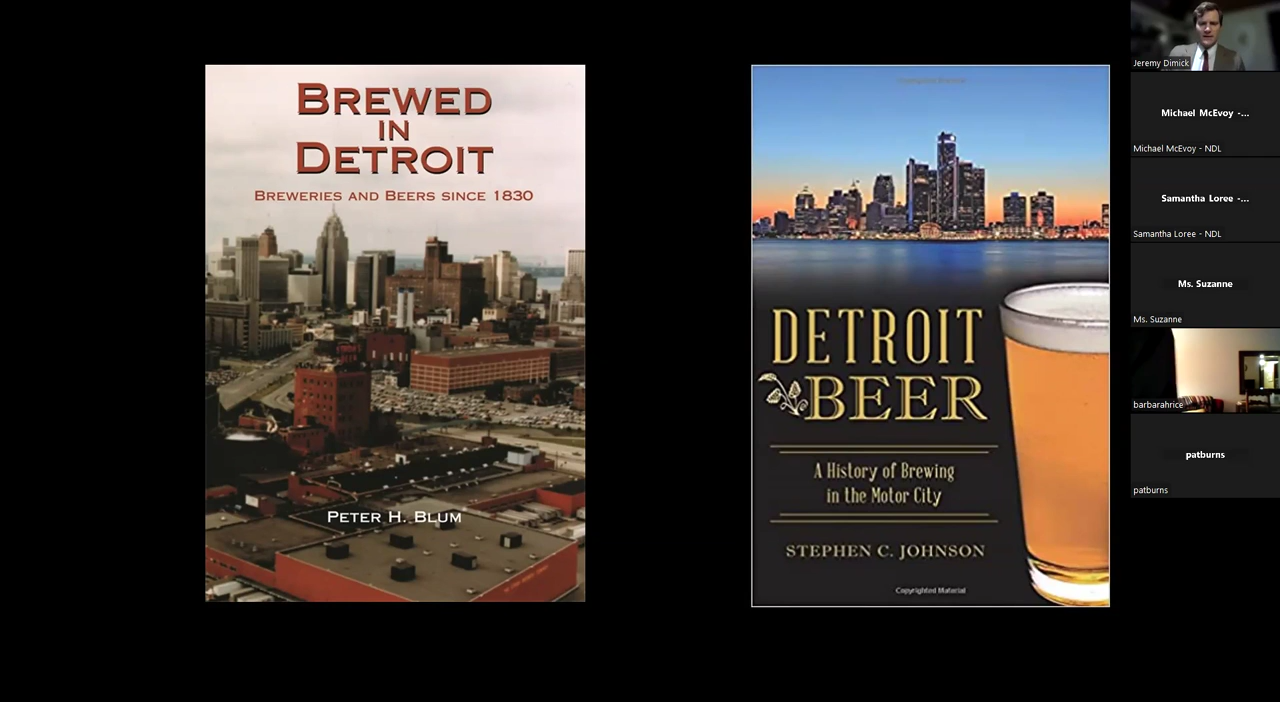 BREWED
IN
DETROIT
BREWERIES AND BEERS SINCE 1830
PETER H. BLUM
Copyrighted Material
DETROIT
BEER
A History of Brewing
in the Motor City
STEPHEN C. JOHNSON
Copyrighted Material
Jeremy Dimick
Michael McEvoy -...
Michael McEvoy - NDL
Samantha Loree -...
Samantha Loree - NDL
Ms. Suzanne
Ms. Suzanne
barbarahrice
patburns
patburns